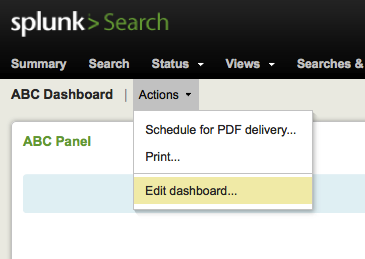 splunk> Search
Summary Search Status Views Searches &
ABC Dashboard | Actions
Schedule for PDF delivery...
ABC Panel
Print...
Edit dashboard...